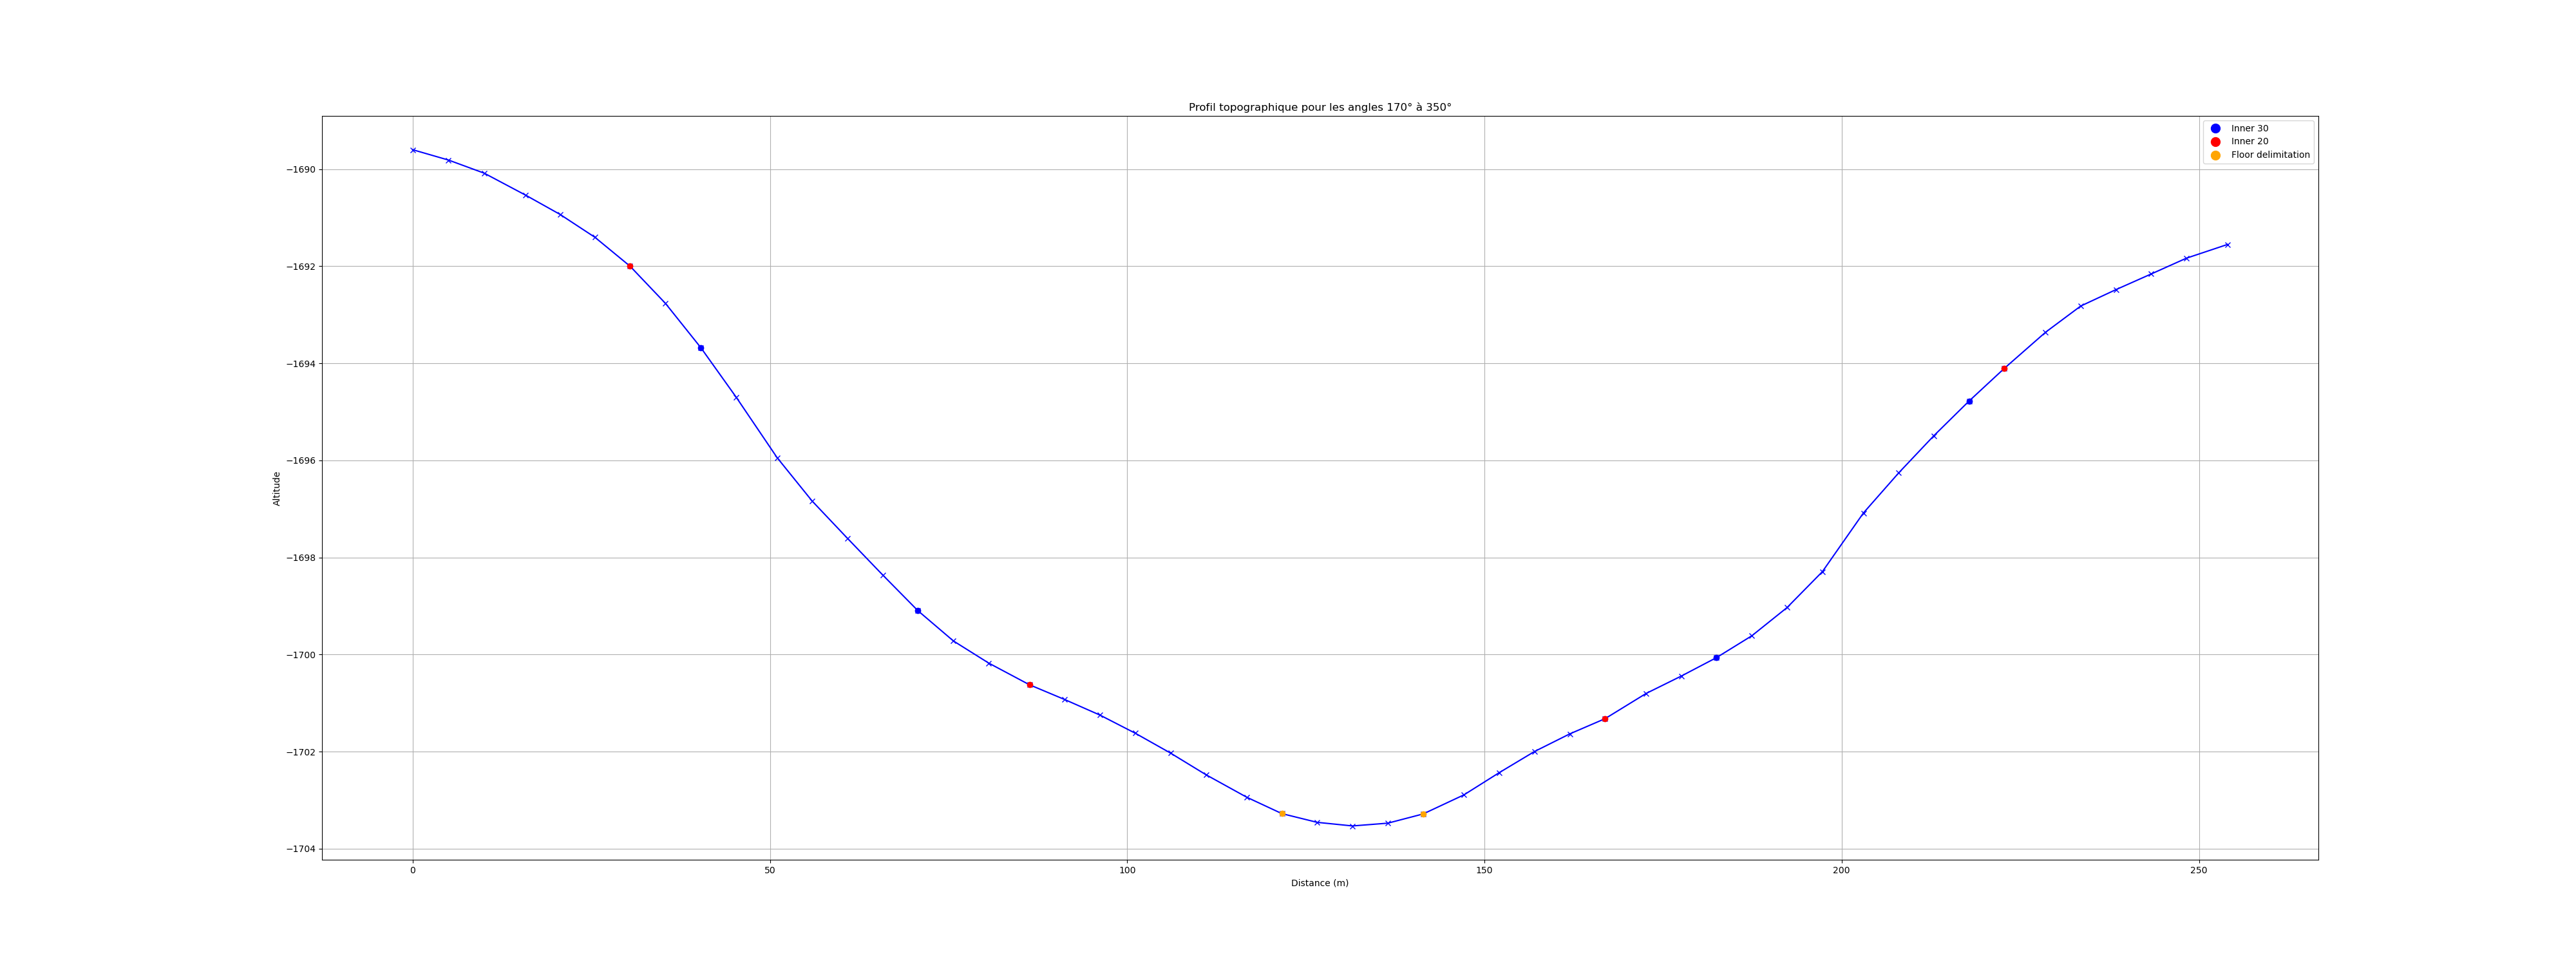 Profil topographique pour les angles 170° à 350°
Inner 30
Inner 20
Floor delimitation
−1690
−1692
−1694
−1696
−1698
−1700
−1702
−1704
Altitude
0 50 100 150 200 250
Distance (m)